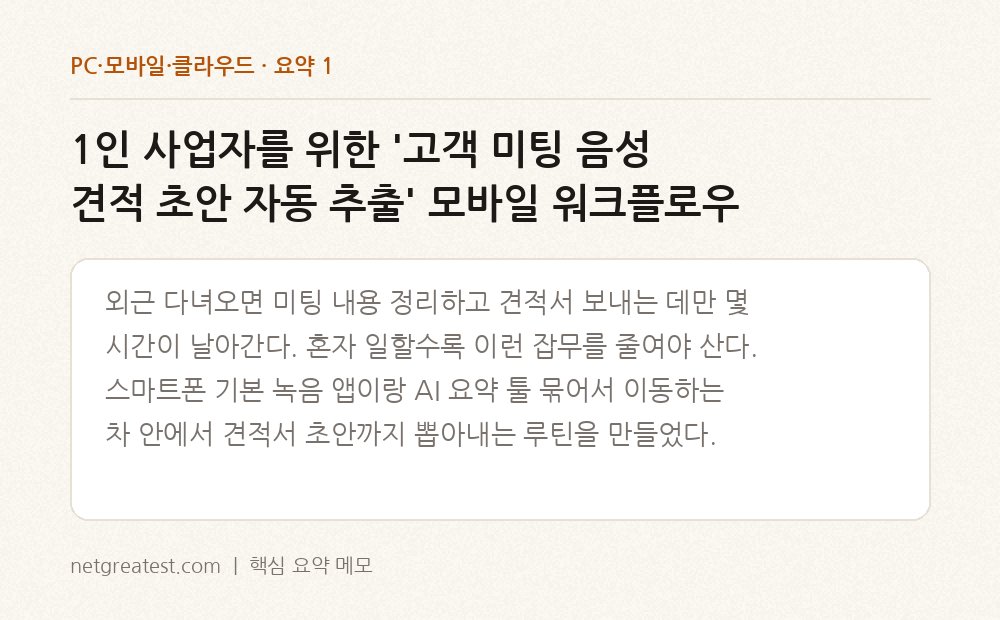 PC·모바일·클라우드 · 요약 1
1인 사업자를 위한 '고객 미팅 음성
견적 초안 자동 추출' 모바일 워크플로우
외근 다녀오면 미팅 내용 정리하고 견적서 보내는 데만 몇
시간이 날아간다. 혼자 일할수록 이런 잡무를 줄여야 산다.
스마트폰 기본 녹음 앱이랑 AI 요약 툴 묶어서 이동하는
차 안에서 견적서 초안까지 뽑아내는 루틴을 만들었다.
netgreatest.com | 핵심 요약 메모